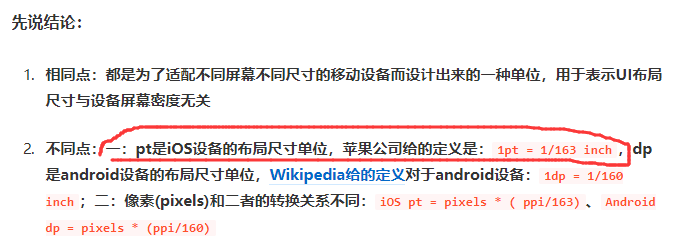 先说结论：
1. 相同点：都是为了适配不同屏幕不同尺寸的移动设备而设计出来的一种单位，用于表示UI布局
尺寸与设备屏幕密度无关
2. 不同点：一：pt是iOS设备的布局尺寸单位，苹果公司给的定义是：1pt = 1/163 inch，dp
是android设备的布局尺寸单位，Wikipedia给的定义对于android设备：1dp = 1/160
inch；二：像素(pixels)和二者的转换关系不同：iOS pt = pixels * ( ppi/163)、Android
dp = pixels * (ppi/160)